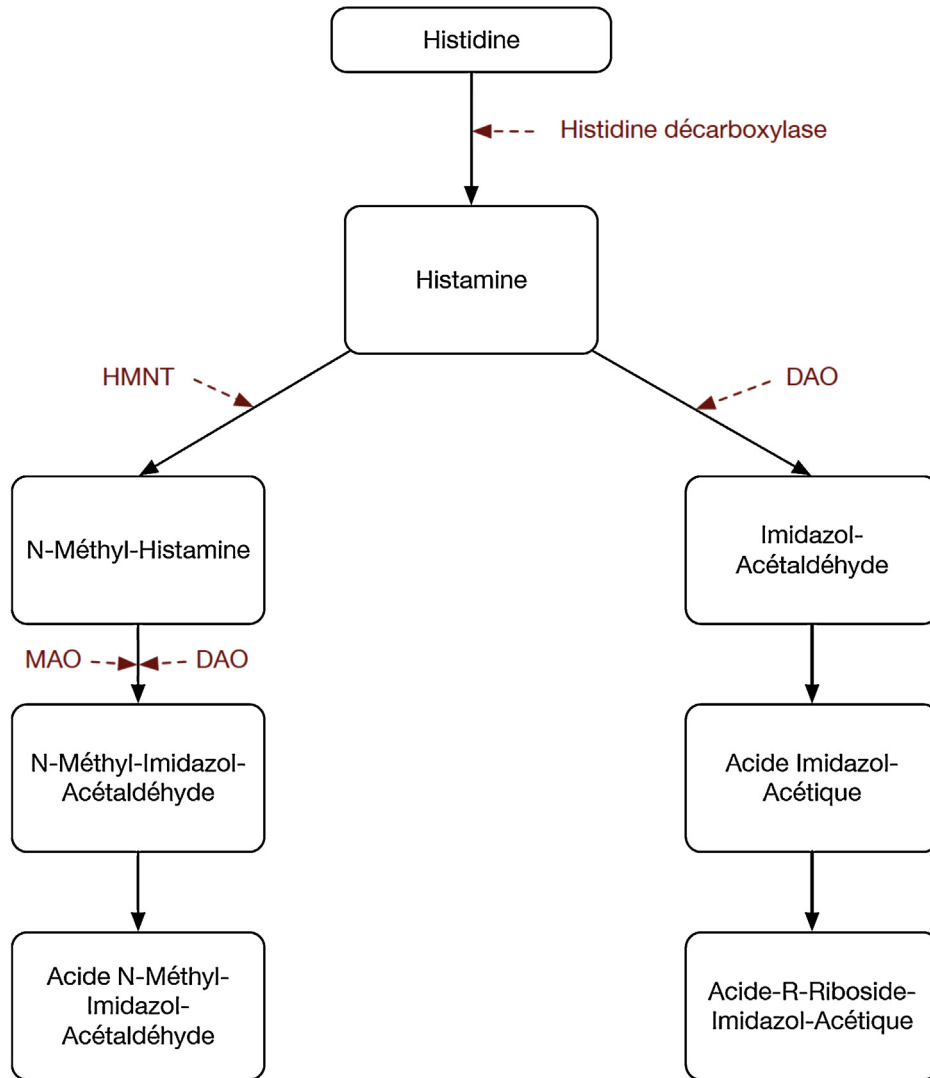 Histidine
Histidine décarboxylase
Histamine
HMNT
DAO
N-Méthyl-Histamine
Imidazol-
Acétaldéhyde
MAO
DAO
N-Méthyl-Imidazol-
Acétaldéhyde
Acide Imidazol-
Acétique
Acide N-Méthyl-
Imidazol-
Acétaldéhyde
Acide-R-Riboside-
Imidazol-Acétique